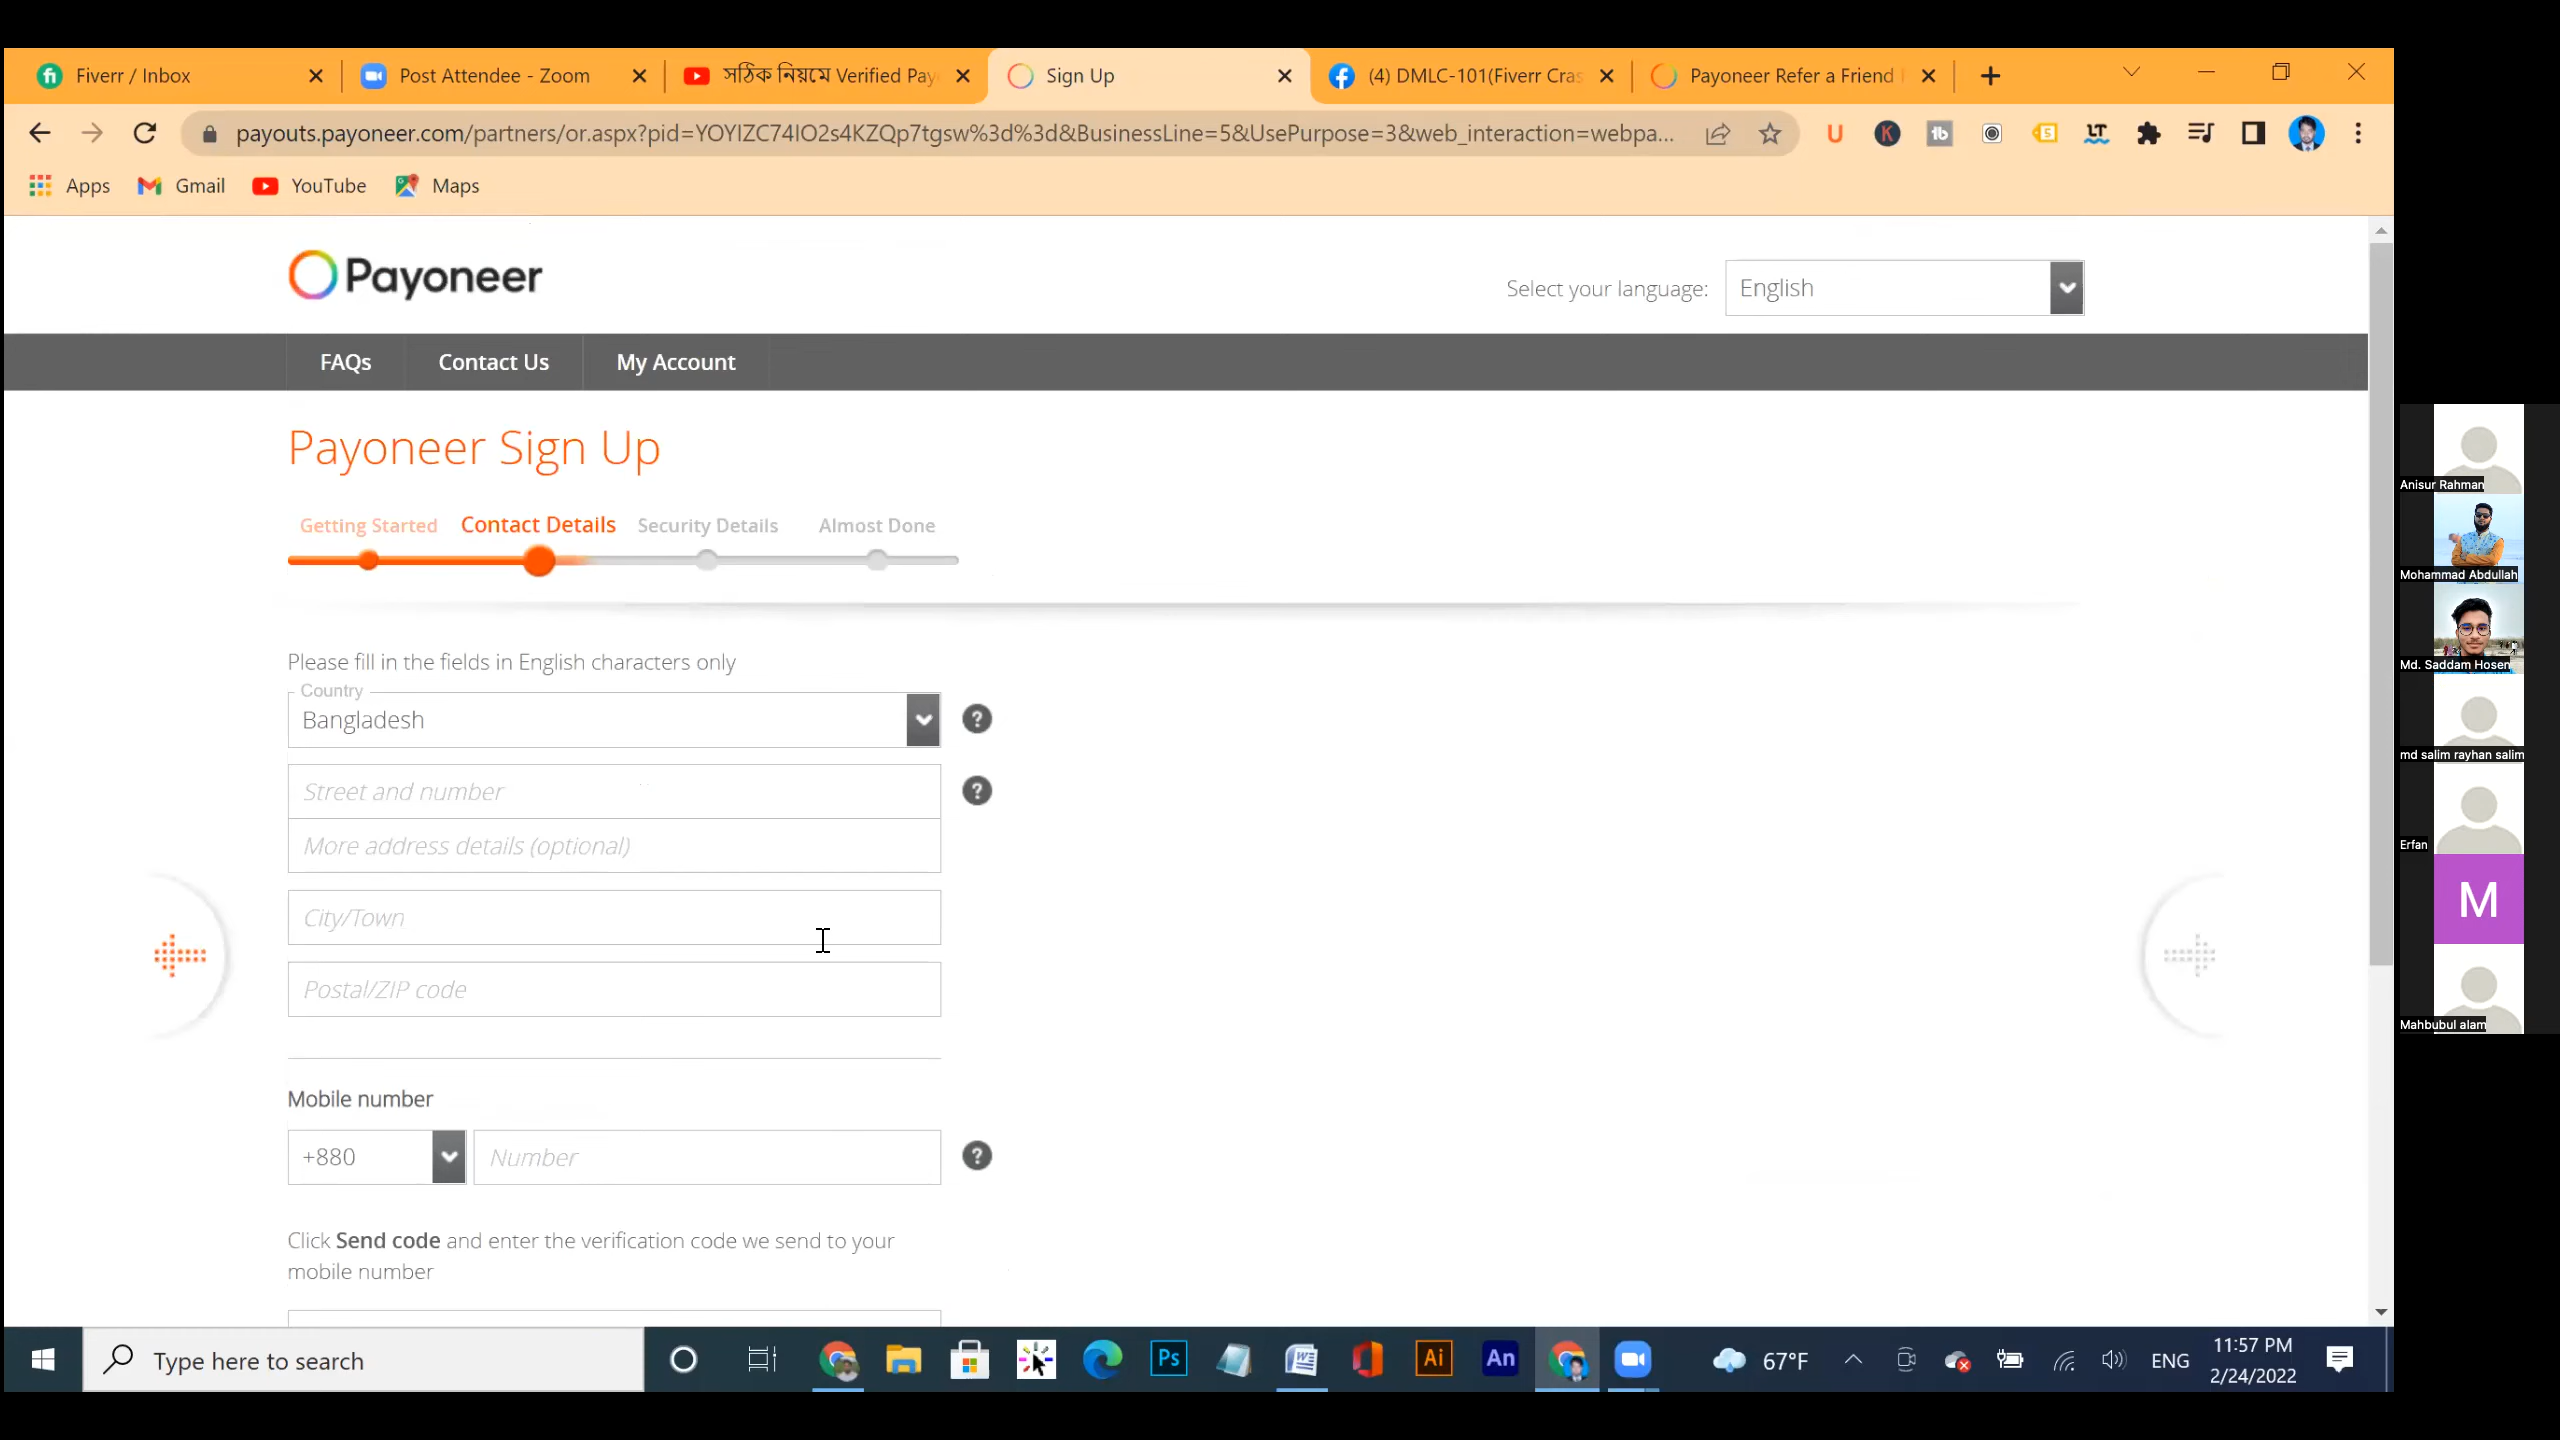 Fiverr / Inbox
Post Attendee - Zoom
সঠিক নিয়মে Verified Pay
Sign Up
(4) DMLC-101(Fiverr Cras
Payoneer Refer a Friend
payouts.payoneer.com/partners/or.aspx?pid=YOYIZC74IO2s4KZQp7tgsw%3d%3d&BusinessLine=5&UsePurpose=3&web_interaction=webpa...
Apps
Gmail
YouTube
Maps
Payoneer
Select your language:
English
FAQs
Contact Us
My Account
Payoneer Sign Up
Getting Started
Contact Details
Security Details
Almost Done
Please fill in the fields in English characters only
Country
Bangladesh
?
Street and number
?
More address details (optional)
City/Town
Postal/ZIP code
Mobile number
+880
Number
?
Click Send code and enter the verification code we send to your
mobile number
Anisur Rahman
Mohammad Abdullah
Md. Saddam Hosen
md salim rayhan salim
Erfan
M
Mahbubul alam
Type here to search
Ps
Ai
An
67°F
ENG
11:57 PM
2/24/2022